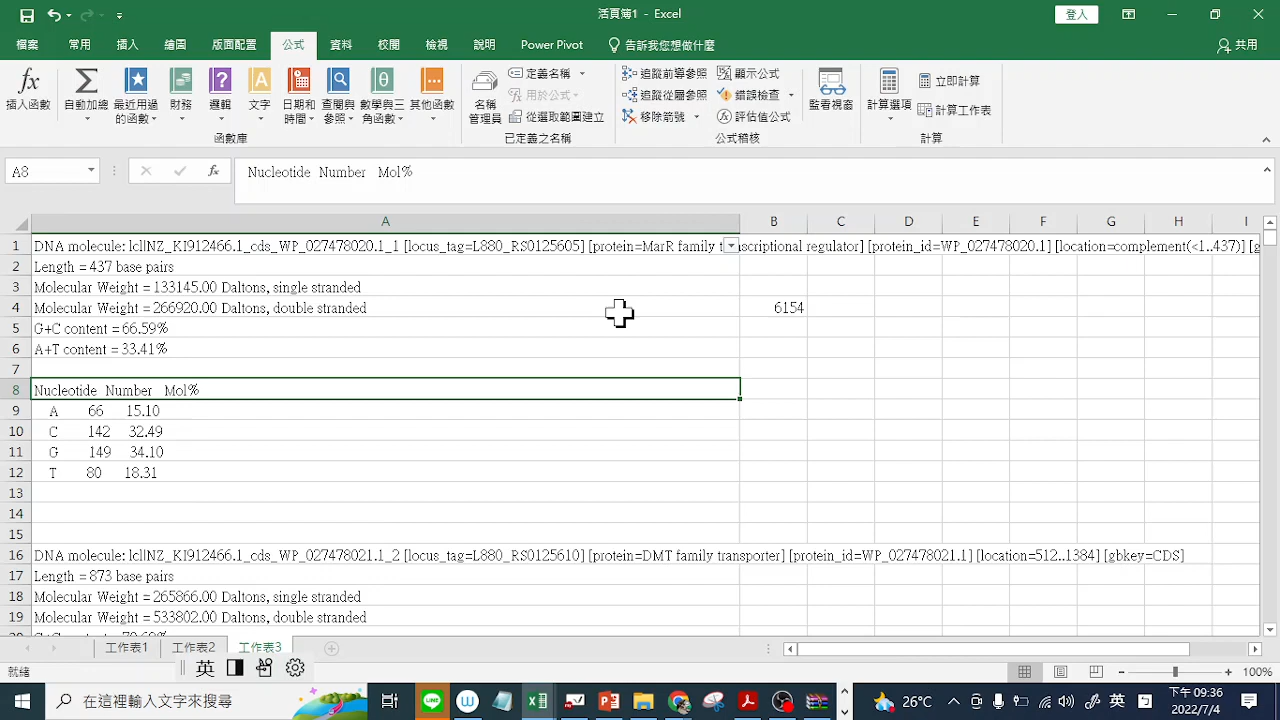 活頁簿1 - Excel
登入
檔案 常用 插入 繪圖 版面配置 公式 資料 校閱 檢視 說明 Power Pivot 告訴我您想做什麼 共用
插入函數 自動加總 最近用過的函數 財務 邏輯 文字 日期和時間 查閱與參照 數學與三角函數 其他函數
函數庫
名稱管理員 定義名稱 用於公式 從選取範圍建立
已定義之名稱
追蹤前導參照 追蹤從屬參照 移除箭號 顯示公式 錯誤檢查 評估值公式
公式稽核
監看視窗
計算選項 立即計算 計算工作表
計算
A8 fx Nucleotide Number Mol%
A B C D E F G H I
1 DNA molecule: lcl|NZ_KI912466.1_cds_WP_027478020.1_1 [locus_tag=L880_RS0125605] [protein=MarR family transcriptional regulator] [protein_id=WP_027478020.1] [location=complement(<1..437)] [g
2 Length = 437 base pairs
3 Molecular Weight = 133145.00 Daltons, single stranded
4 Molecular Weight = 266920.00 Daltons, double stranded 6154
5 G+C content = 66.59%
6 A+T content = 33.41%
7
8 Nucleotide Number Mol%
9 A 66 15.10
10 C 142 32.49
11 G 149 34.10
12 T 80 18.31
13
14
15
16 DNA molecule: lcl|NZ_KI912466.1_cds_WP_027478021.1_2 [locus_tag=L880_RS0125610] [protein=DMT family transporter] [protein_id=WP_027478021.1] [location=512..1384] [gbkey=CDS]
17 Length = 873 base pairs
18 Molecular Weight = 265866.00 Daltons, single stranded
19 Molecular Weight = 533802.00 Daltons, double stranded
工作表1 工作表2 工作表3
就緒 英 100%
在這裡輸入文字來搜尋 26°C 英 下午 09:36
2022/7/4